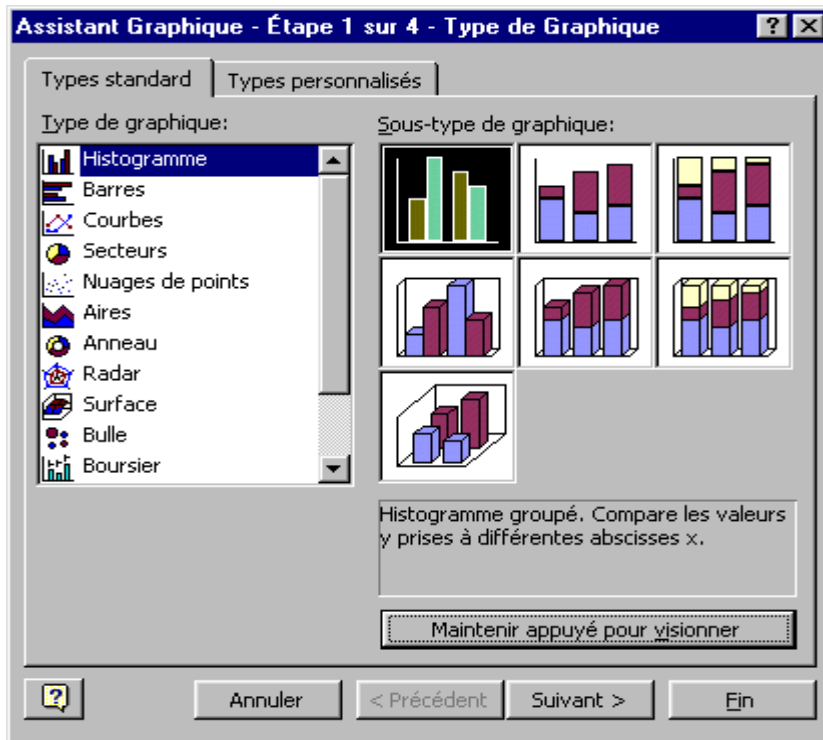 Assistant Graphique - Étape 1 sur 4 - Type de Graphique
Types standard
Types personnalisés
Type de graphique:
Histogramme
Barres
Courbes
Secteurs
Nuages de points
Aires
Anneau
Radar
Surface
Bulle
Boursier
Sous-type de graphique:
Histogramme groupé. Compare les valeurs
y prises à différentes abscisses x.
Maintenir appuyé pour visionner
Annuler
< Précédent
Suivant >
Fin